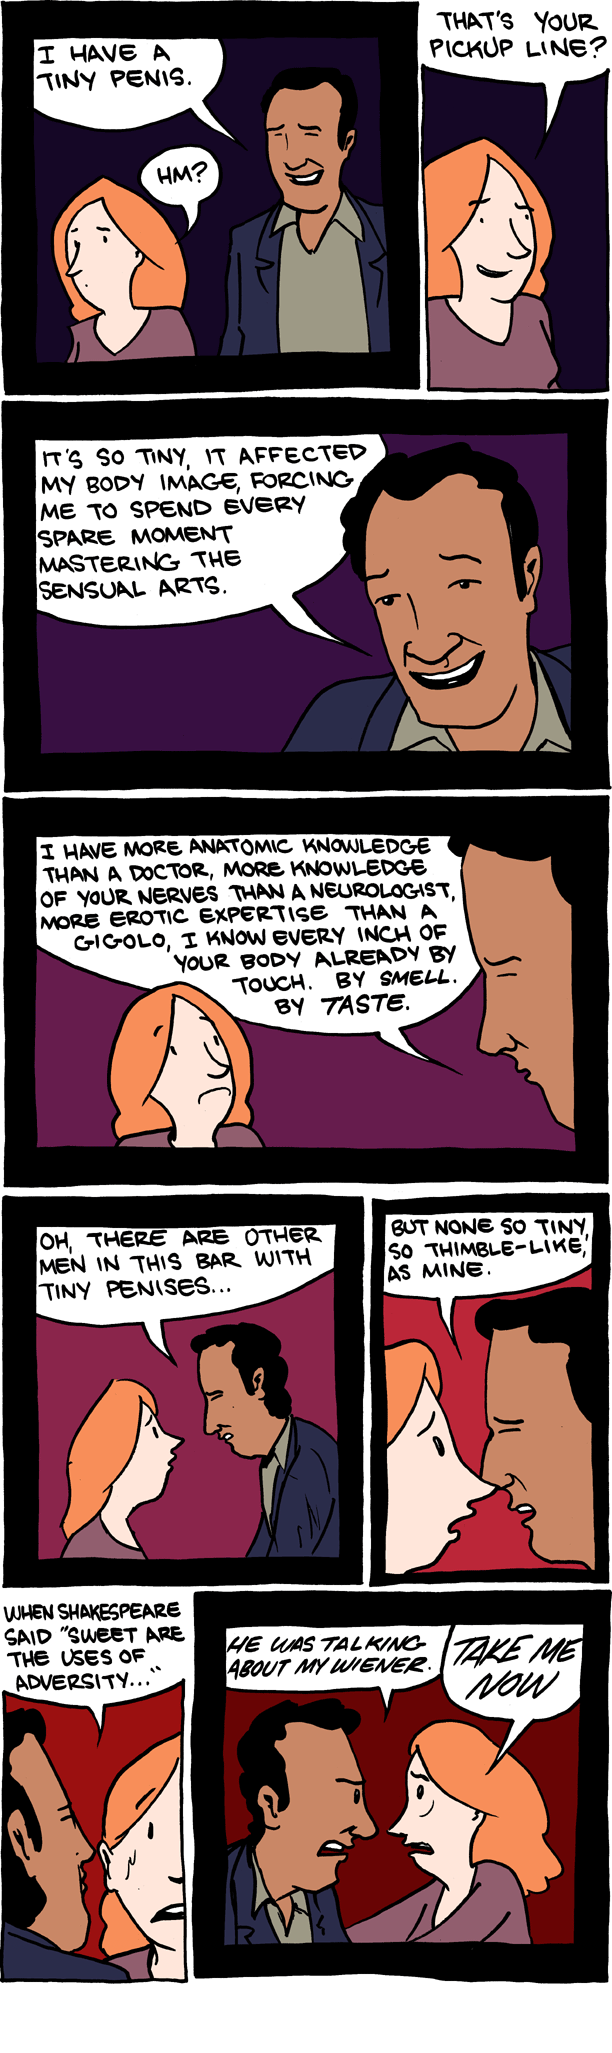 I HAVE A
TINY PENIS.
HM?
THAT'S YOUR
PICKUP LINE?
IT'S SO TINY, IT AFFECTED
MY BODY IMAGE, FORCING
ME TO SPEND EVERY
SPARE MOMENT
MASTERING THE
SENSUAL ARTS.
I HAVE MORE ANATOMIC KNOWLEDGE
THAN A DOCTOR, MORE KNOWLEDGE
OF YOUR NERVES THAN A NEUROLOGIST,
MORE EROTIC EXPERTISE THAN A
GIGOLO, I KNOW EVERY INCH OF
YOUR BODY ALREADY BY
TOUCH. BY SMELL.
BY TASTE.
OH, THERE ARE OTHER
MEN IN THIS BAR WITH
TINY PENISES...
BUT NONE SO TINY,
SO THIMBLE-LIKE,
AS MINE.
WHEN SHAKESPEARE
SAID "SWEET ARE
THE USES OF
ADVERSITY..."
HE WAS TALKING
ABOUT MY WIENER.
TAKE ME
NOW